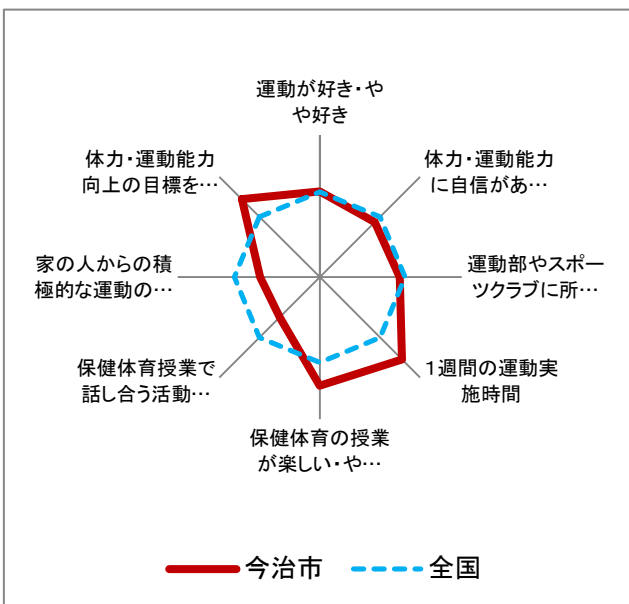 運動が好き・や
や好き
体力・運動能力
に自信があ…
運動部やスポー
ツクラブに所…
１週間の運動実
施時間
保健体育の授業
が楽しい・や…
保健体育授業で
話し合う活動…
家の人からの積
極的な運動の…
体力・運動能力
向上の目標を…
今治市
全国